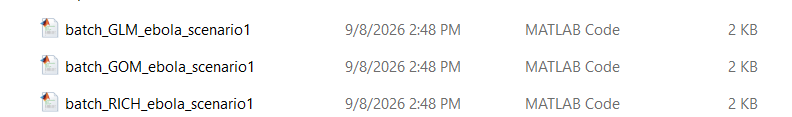 batch_GLM_ebola_scenario1 9/8/2026 2:48 PM MATLAB Code 2 KB
batch_GOM_ebola_scenario1 9/8/2026 2:48 PM MATLAB Code 2 KB
batch_RICH_ebola_scenario1 9/8/2026 2:48 PM MATLAB Code 2 KB